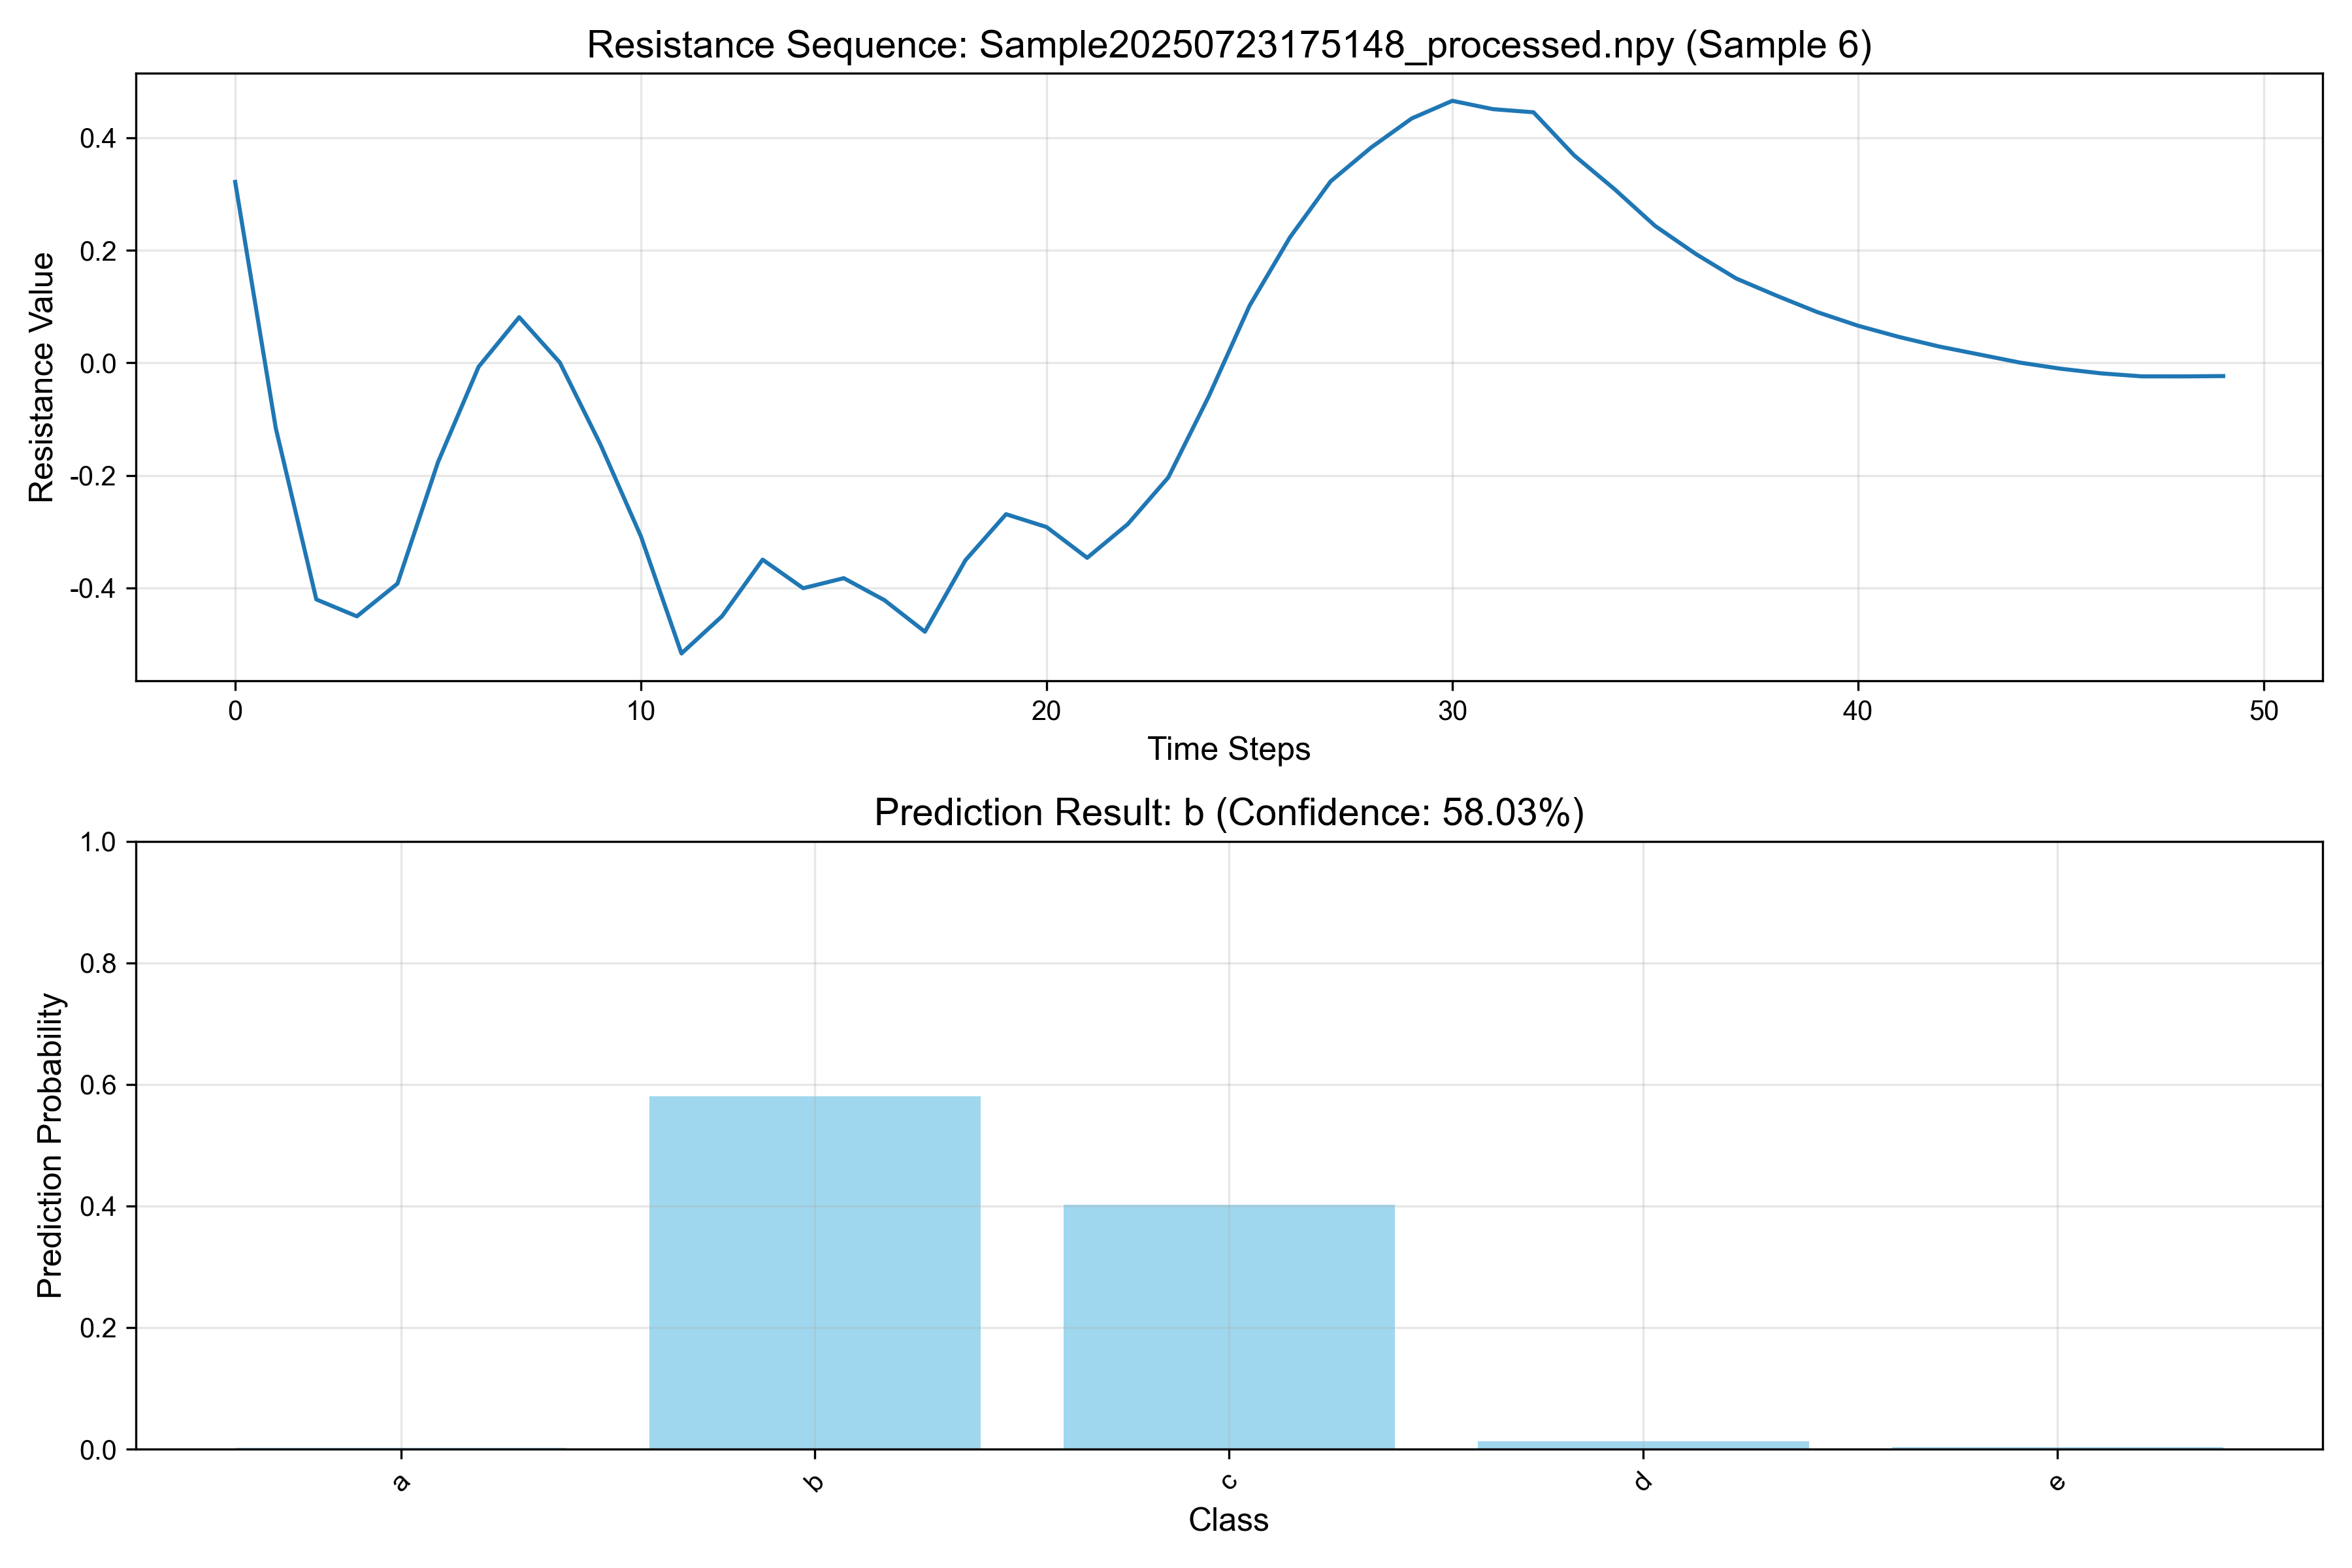 Resistance Sequence: Sample20250723175148_processed.npy (Sample 6)
Resistance Value
0.4
0.2
0.0
-0.2
-0.4
0 10 20 30 40 50
Time Steps
Prediction Result: b (Confidence: 58.03%)
Prediction Probability
1.0
0.8
0.6
0.4
0.2
0.0
a b c d e
Class